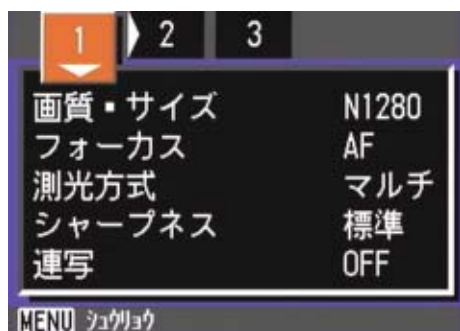 1 2 3
画質・サイズ N1280
フォーカス AF
測光方式 マルチ
シャープネス 標準
連写 OFF
MENU シュウリョウ